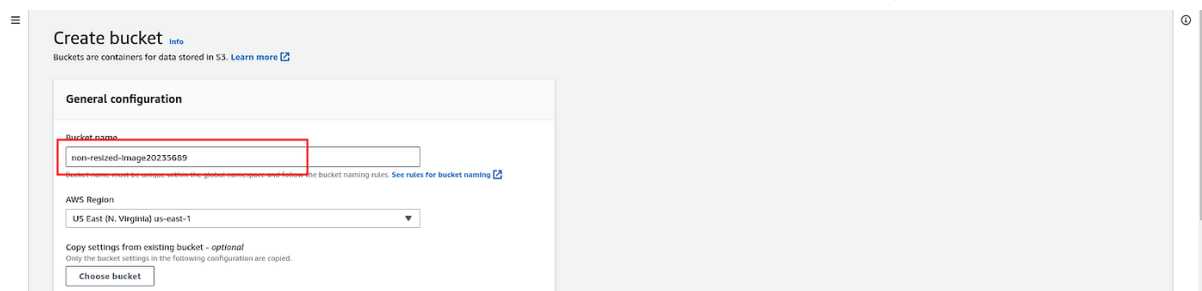 Create bucket Info
Buckets are containers for data stored in S3. Learn more
General configuration
Bucket name
non-resized-image20235689
Bucket name must be unique within the global namespace and follow the bucket naming rules. See rules for bucket naming
AWS Region
US East (N. Virginia) us-east-1
Copy settings from existing bucket - optional
Only the bucket settings in the following configuration are copied.
Choose bucket